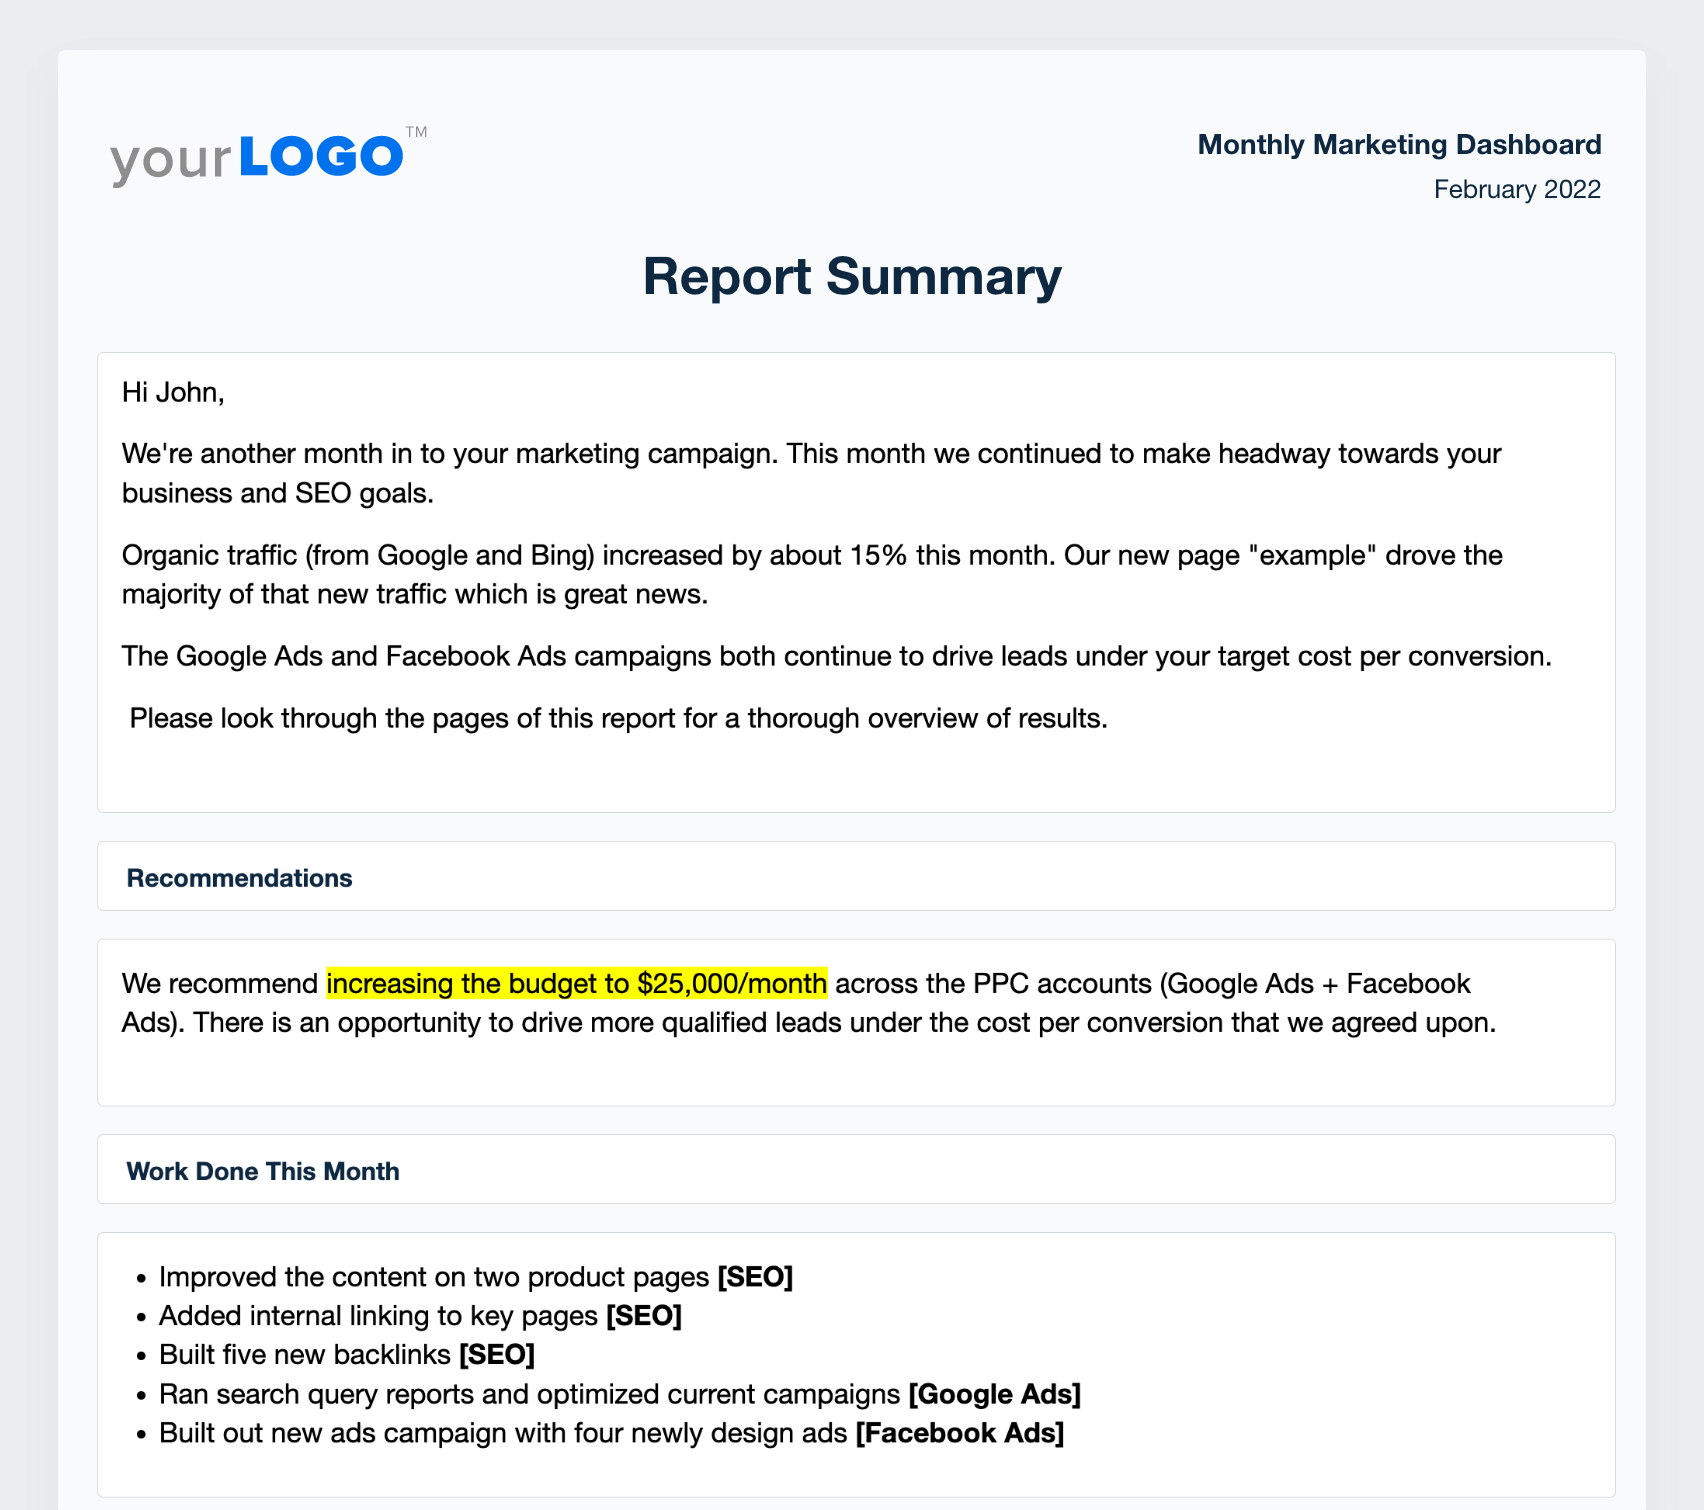 yourLOGO™
Monthly Marketing Dashboard
February 2022
Report Summary
Hi John,
We're another month in to your marketing campaign. This month we continued to make headway towards your
business and SEO goals.
Organic traffic (from Google and Bing) increased by about 15% this month. Our new page "example" drove the
majority of that new traffic which is great news.
The Google Ads and Facebook Ads campaigns both continue to drive leads under your target cost per conversion.
Please look through the pages of this report for a thorough overview of results.
Recommendations
We recommend increasing the budget to $25,000/month across the PPC accounts (Google Ads + Facebook
Ads). There is an opportunity to drive more qualified leads under the cost per conversion that we agreed upon.
Work Done This Month
• Improved the content on two product pages [SEO]
• Added internal linking to key pages [SEO]
• Built five new backlinks [SEO]
• Ran search query reports and optimized current campaigns [Google Ads]
• Built out new ads campaign with four newly design ads [Facebook Ads]